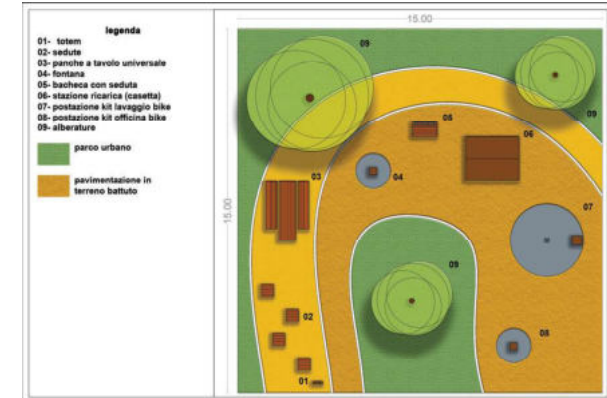 legenda
01- totem
02- sedute
03- panche a tavolo universale
04- fontana
05- bacheca con seduta
06- stazione ricarica (casetta)
07- postazione kit lavaggio bike
08- postazione kit officina bike
09- alberature
parco urbano
pavimentazione in
terreno battuto
15.00
15.00
09
09
05
06
03
04
07
09
02
08
01